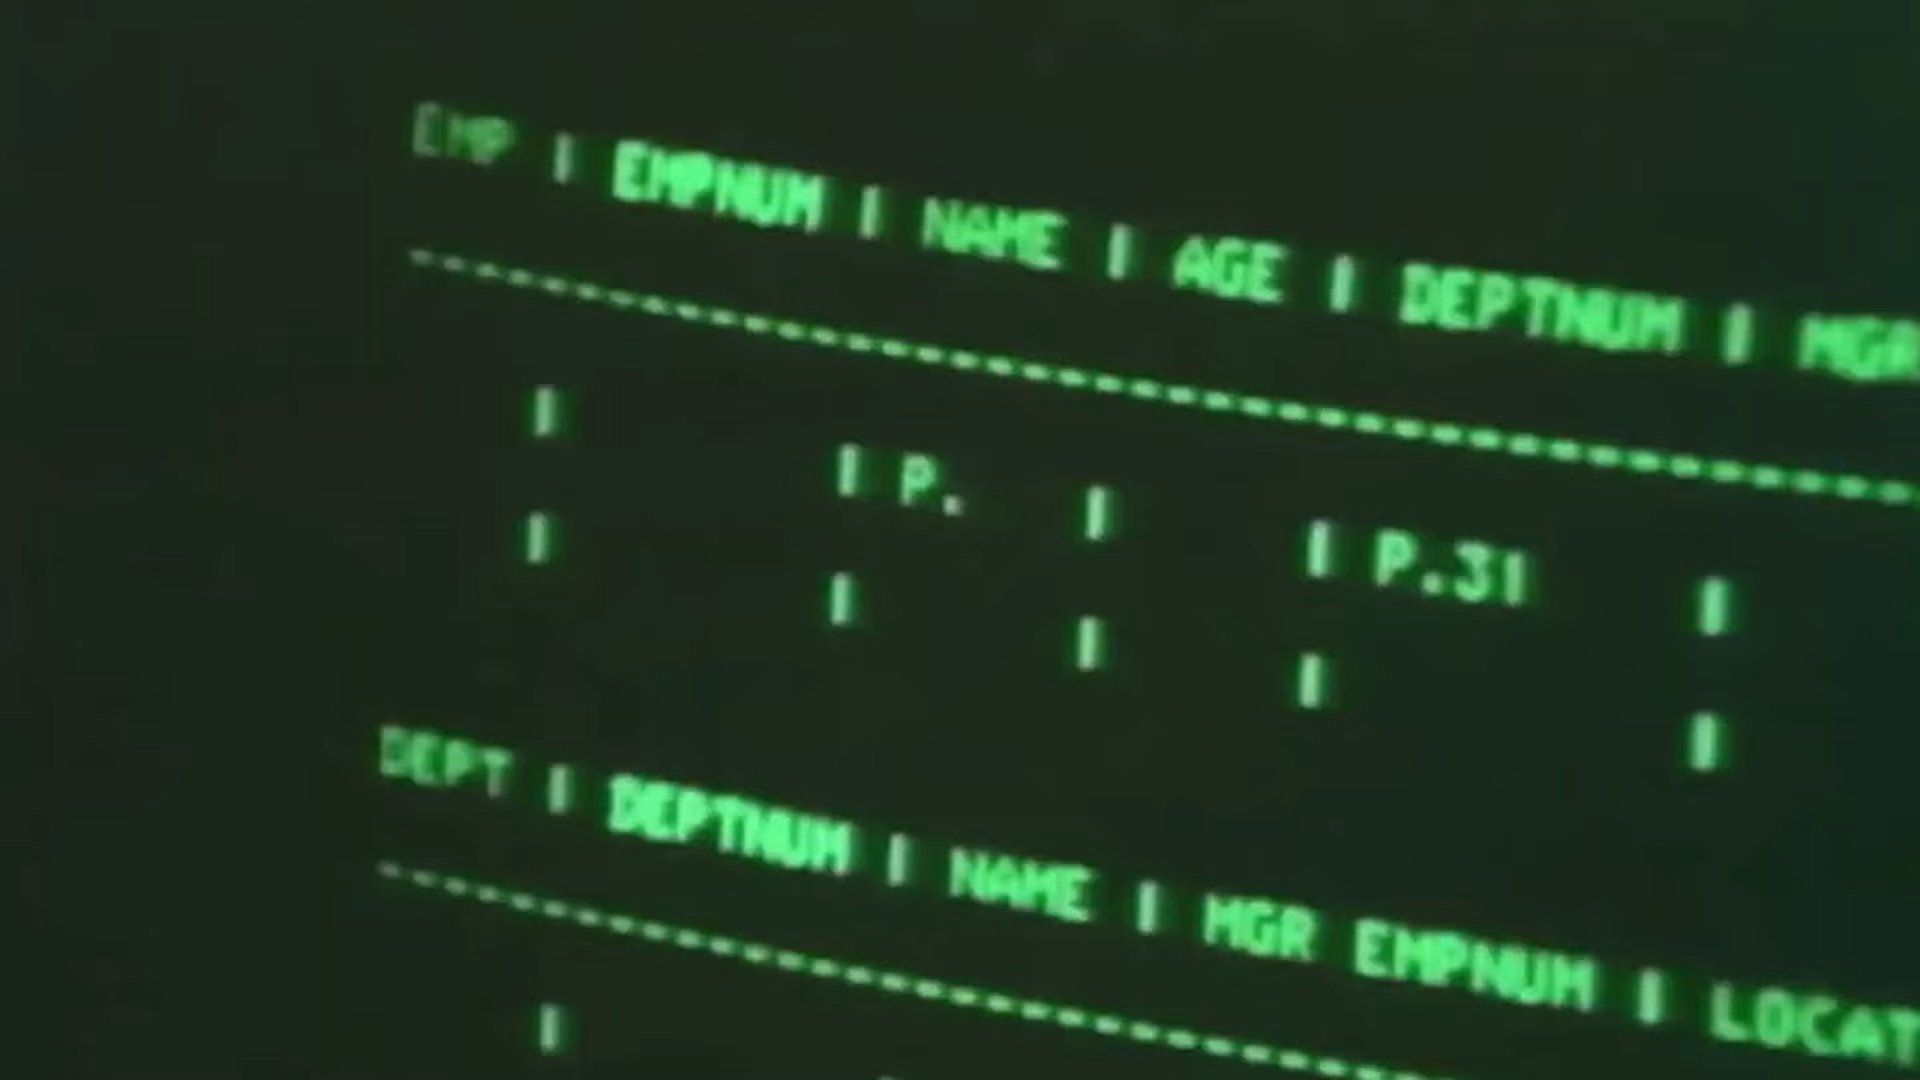 EMP | EMPNUM | NAME | AGE | DEPTNUM | MGR
--------------------------------------------
| | P. | | P.31 |
| | | | |
DEPT | DEPTNUM | NAME | MGR EMPNUM | LOCAT
--------------------------------------------
|